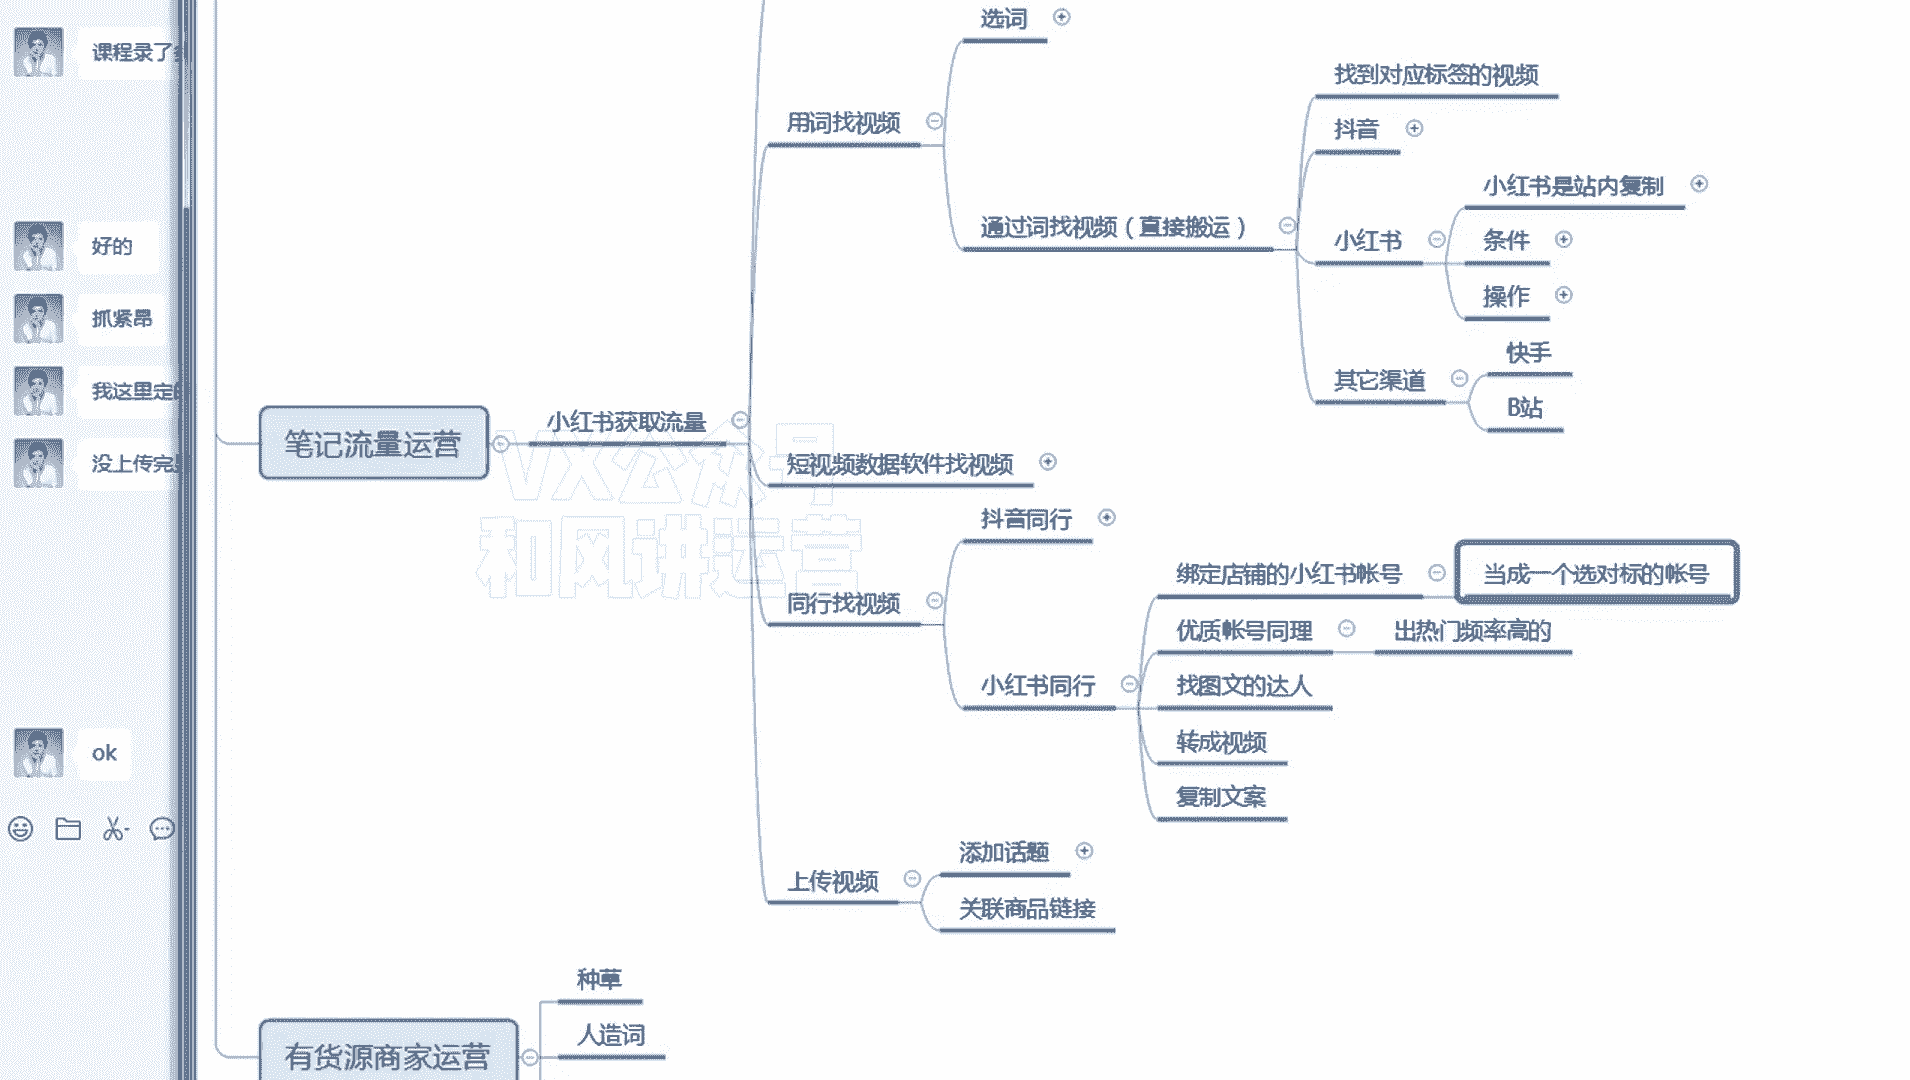 课程录了
好的
抓紧昂
我这里定
没上传完
ok
选词
用词找视频
找到对应标签的视频
抖音
通过词找视频（直接搬运）
小红书是站内复制
小红书
条件
操作
其它渠道
快手
B站
笔记流量运营
小红书获取流量
短视频数据软件找视频
抖音同行
同行找视频
绑定店铺的小红书帐号
当成一个选对标的帐号
优质帐号同理
出热门频率高的
小红书同行
找图文的达人
转成视频
复制文案
上传视频
添加话题
关联商品链接
种草
人造词
有货源商家运营
VX公众号
和风讲运营